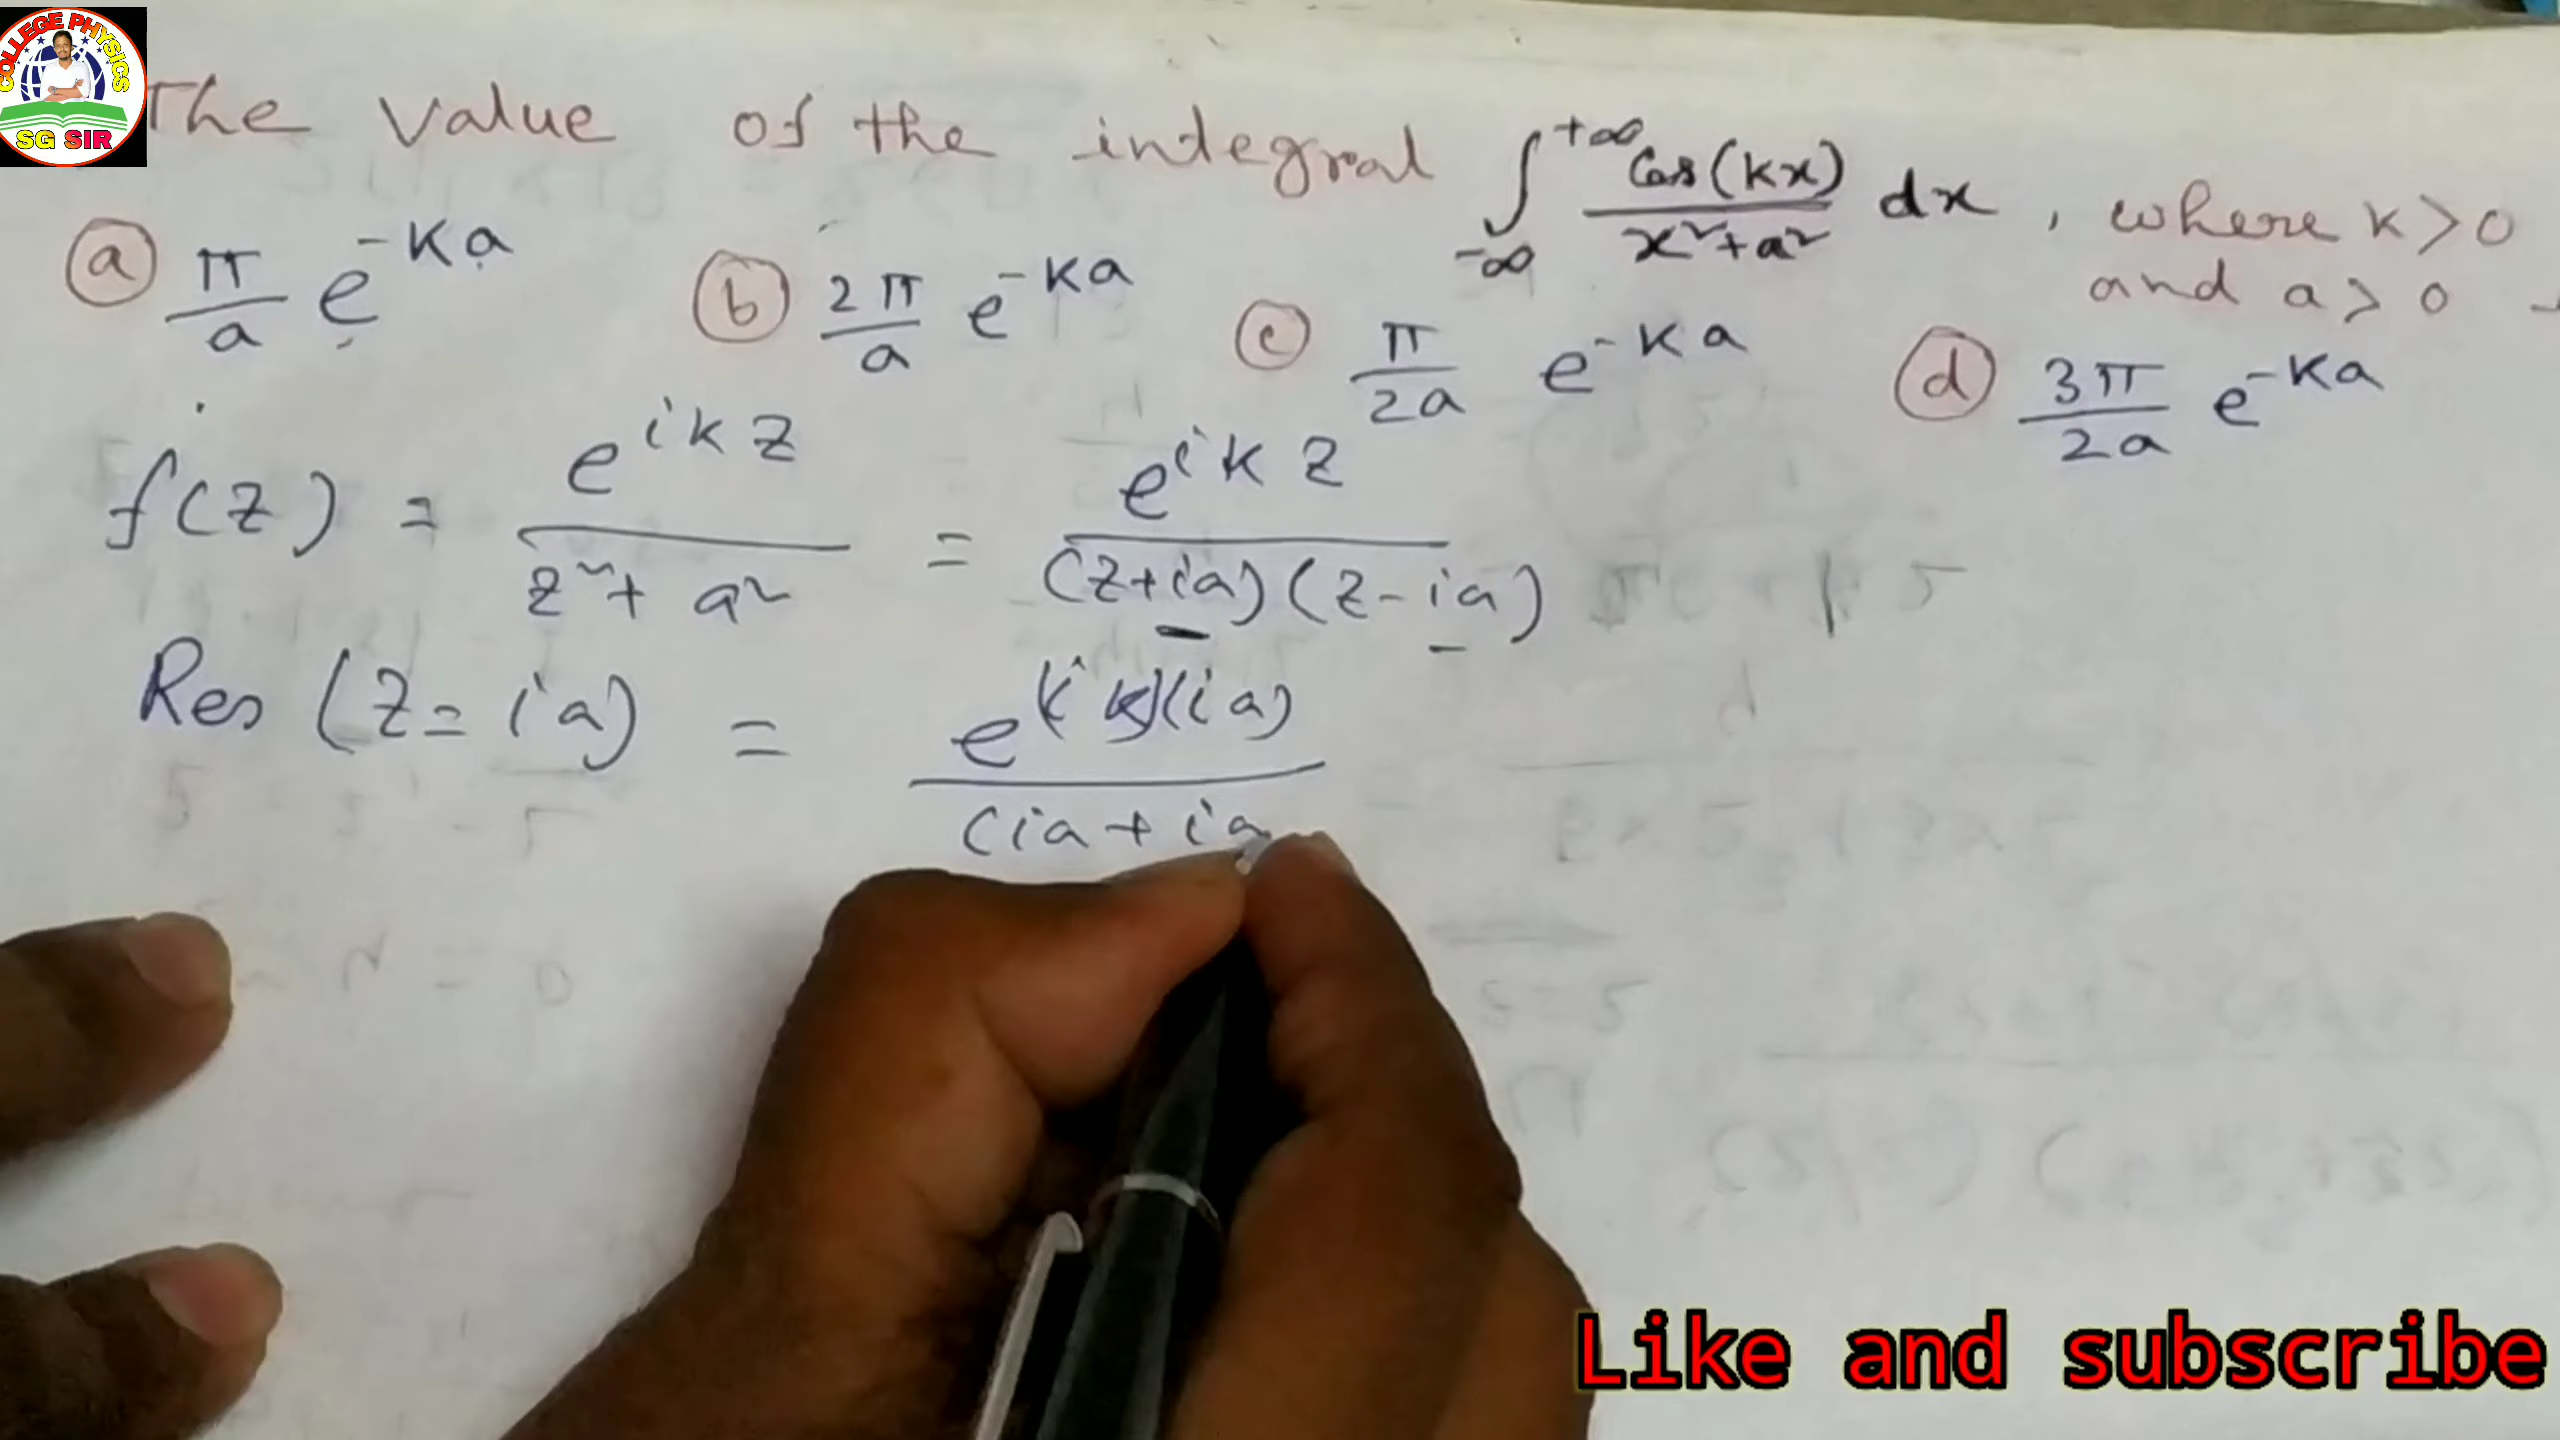 COLLEGE PHYSICS
SG SIR
The value of the integral ∫_{-∞}^{+∞} Cos(kx)/(x²+a²) dx, where k>0
and a>0
(a) π/a e^{-ka} (b) 2π/a e^{-ka} (c) π/2a e^{-ka} (d) 3π/2a e^{-ka}
f(z) = e^{ikz}/(z²+a²) = e^{ikz}/((z+ia)(z-ia))
Res (z=ia) = e^{(ik)(ia)}/(ia+ia
Like and subscribe